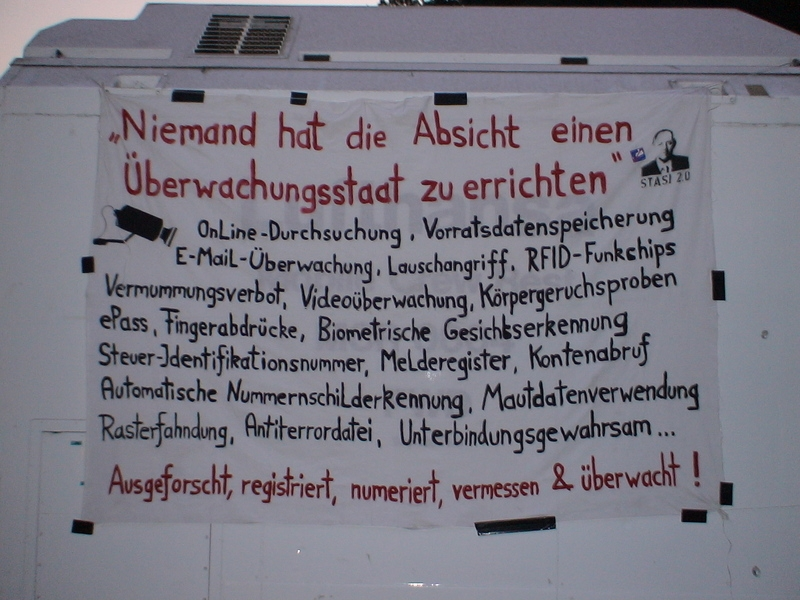 „Niemand hat die Absicht einen
Überwachungsstaat zu errichten“
STASI 2.0
OnLine-Durchsuchung, Vorratsdatenspeicherung
E-MaiL-Überwachung, Lauschangriff, RFID-Funkchips
Vermummungsverbot, Videoüberwachung, Körpergeruchsproben
ePass, Fingerabdrücke, Biometrische Gesichtserkennung
Steuer-Identifikationsnummer, Melderegister, Kontenabruf
Automatische Nummernschilderkennung, Mautdatenverwendung
Rasterfahndung, Antiterrordatei, Unterbindungsgewahrsam ...
Ausgeforscht, registriert, numeriert, vermessen & überwacht !